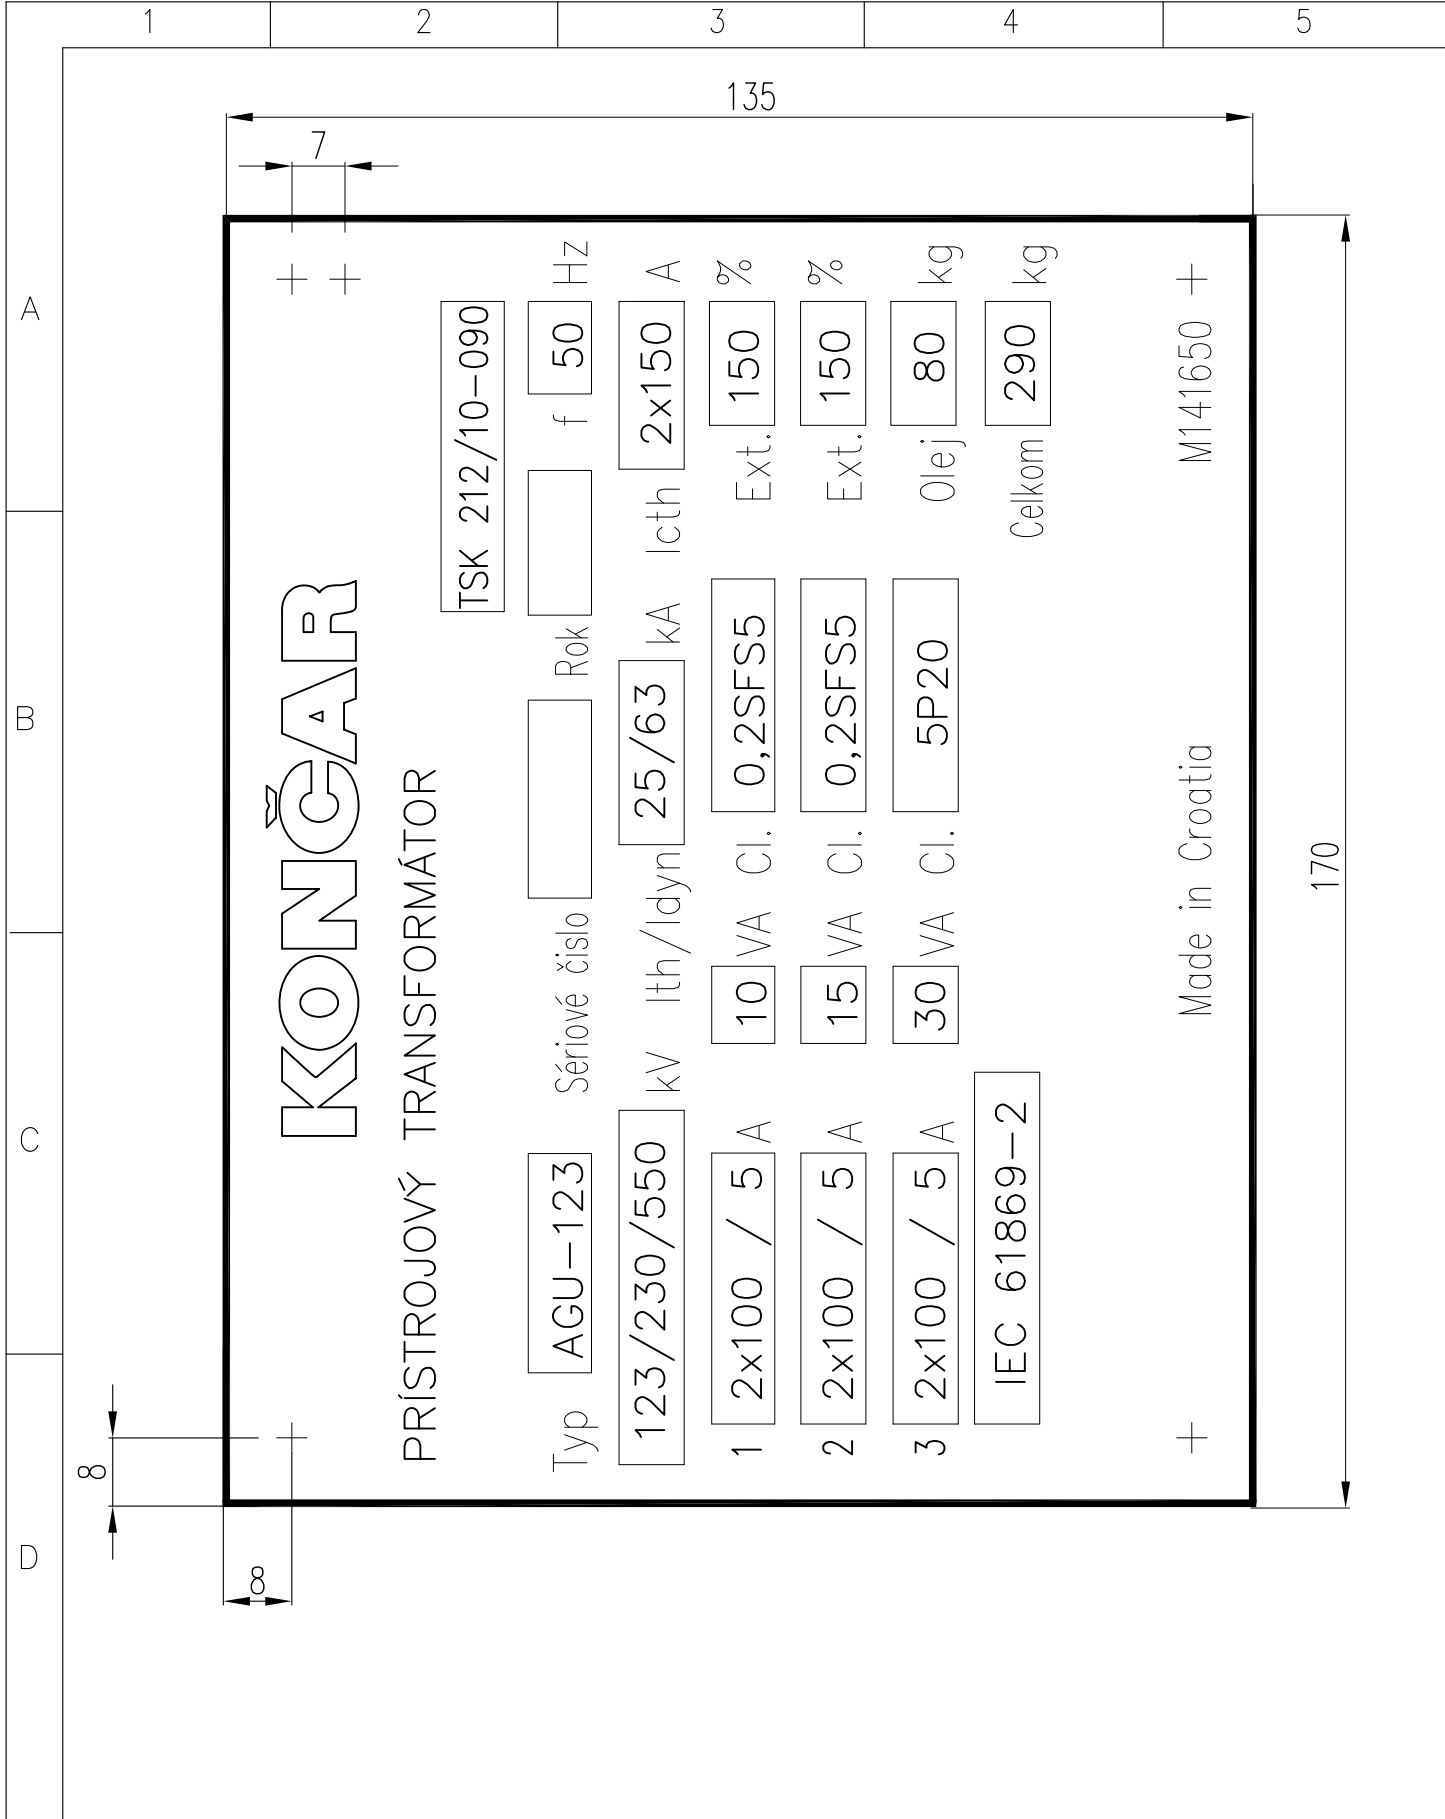 1 2 3 4 5
A
B
C
D
135
7
170
8
8
KONČAR
PRÍSTROJOVÝ TRANSFORMÁTOR
TSK 212/10-090
Typ AGU-123 Sériové čislo Rok f 50 Hz
123/230/550 kV Ith/Idyn 25/63 kA Icth 2x150 A
1 2x100 / 5 A 10 VA Cl. 0,2SFS5 Ext. 150 %
2 2x100 / 5 A 15 VA Cl. 0,2SFS5 Ext. 150 %
3 2x100 / 5 A 30 VA Cl. 5P20 Olej 80 kg
IEC 61869-2 Celkom 290 kg
Made in Croatia M141650